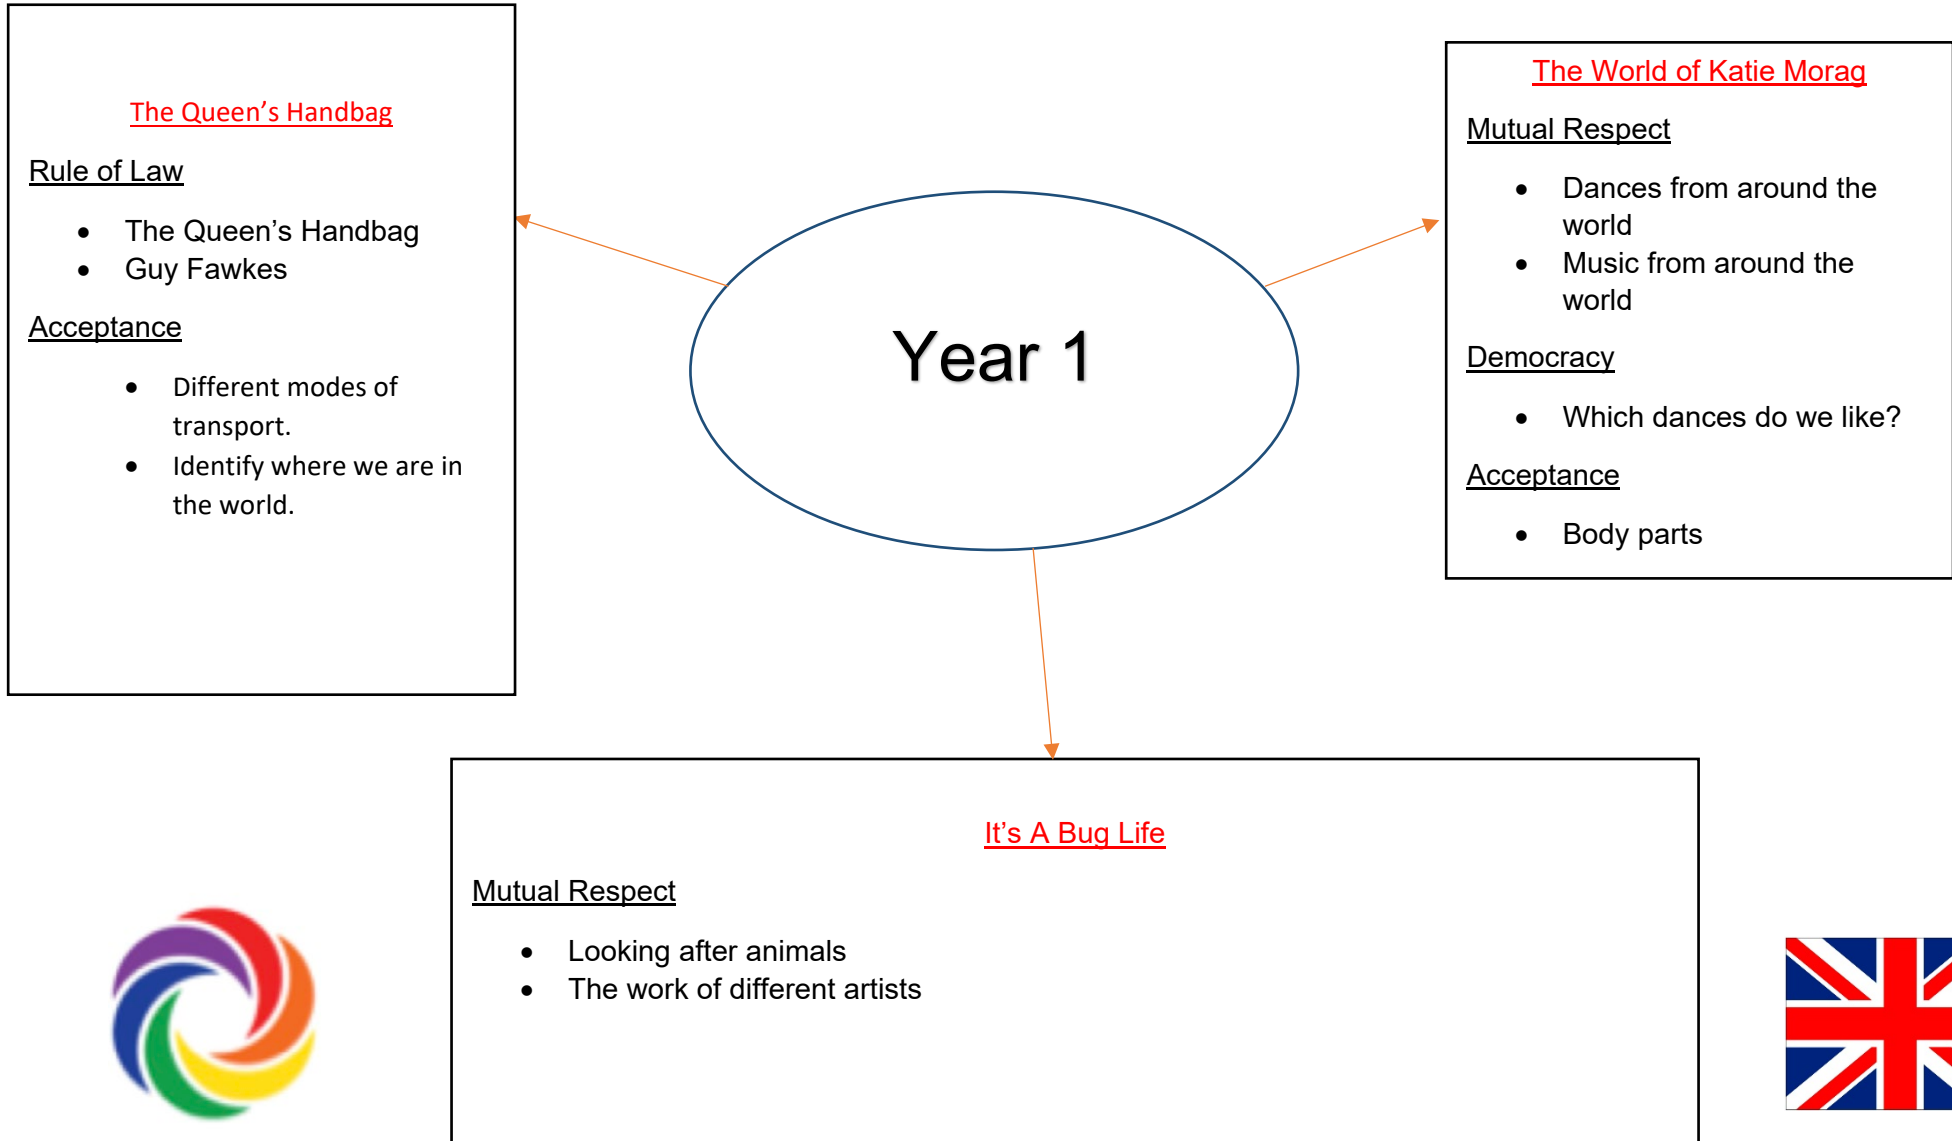 The Queen’s Handbag
Rule of Law
• The Queen’s Handbag
• Guy Fawkes
Acceptance
• Different modes of
transport.
• Identify where we are in
the world.
Year 1
The World of Katie Morag
Mutual Respect
• Dances from around the
world
• Music from around the
world
Democracy
• Which dances do we like?
Acceptance
• Body parts
It’s A Bug Life
Mutual Respect
• Looking after animals
• The work of different artists